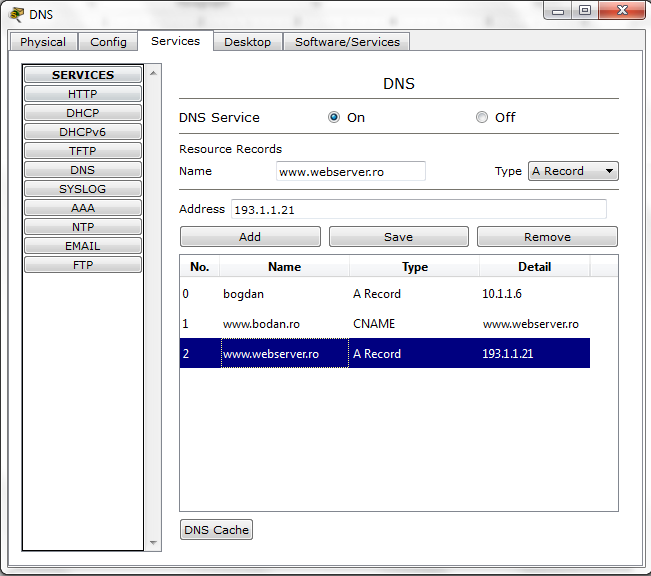 DNS
Physical Config Services Desktop Software/Services
SERVICES
HTTP
DHCP
DHCPv6
TFTP
DNS
SYSLOG
AAA
NTP
EMAIL
FTP
DNS
DNS Service On Off
Resource Records
Name www.webserver.ro Type A Record
Address 193.1.1.21
Add Save Remove
No. Name Type Detail
0 bogdan A Record 10.1.1.6
1 www.bodan.ro CNAME www.webserver.ro
2 www.webserver.ro A Record 193.1.1.21
DNS Cache